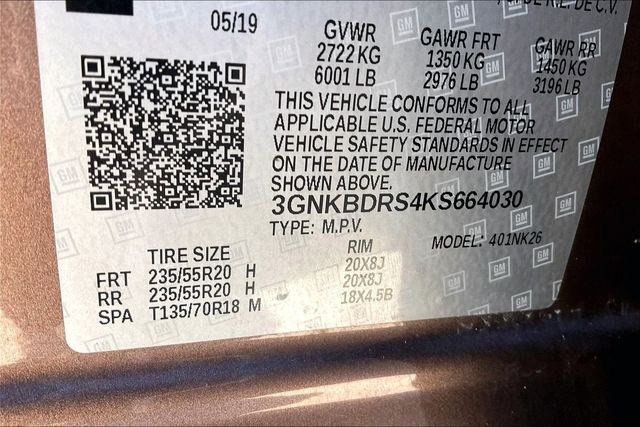 DE R.L. DE C.V.
05/19
GVWR GAWR FRT GAWR RR
2722 KG 1350 KG 1450 KG
6001 LB 2976 LB 3196 LB
THIS VEHICLE CONFORMS TO ALL
APPLICABLE U.S. FEDERAL MOTOR
VEHICLE SAFETY STANDARDS IN EFFECT
ON THE DATE OF MANUFACTURE
SHOWN ABOVE.
3GNKBDRS4KS664030
TYPE: M.P.V. MODEL: 401NK26
TIRE SIZE RIM
FRT 235/55R20 H 20X8J
RR 235/55R20 H 20X8J
SPA T135/70R18 M 18X4.5B
GM